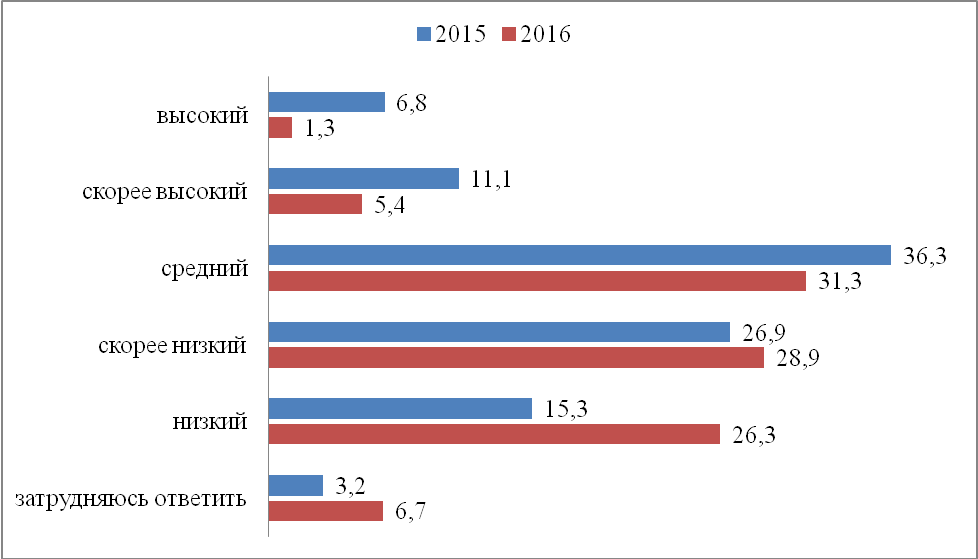 2015 2016
высокий 6,8
1,3
скорее высокий 11,1
5,4
средний 36,3
31,3
скорее низкий 26,9
28,9
низкий 15,3
26,3
затрудняюсь ответить 3,2
6,7